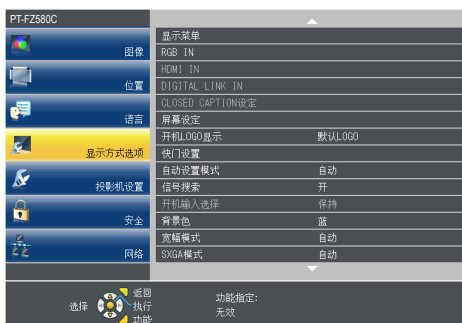 PT-FZ580C
图像
位置
语言
显示方式选项
投影机设置
安全
网络
显示菜单
RGB IN
HDMI IN
DIGITAL LINK IN
CLOSED CAPTION设定
屏幕设定
开机LOGO显示 默认LOGO
快门设置
自动设置模式 自动
信号搜索 开
开机输入选择 保持
背景色 蓝
宽幅模式 自动
SXGA模式 自动
选择
返回
执行
功能
功能指定:
无效